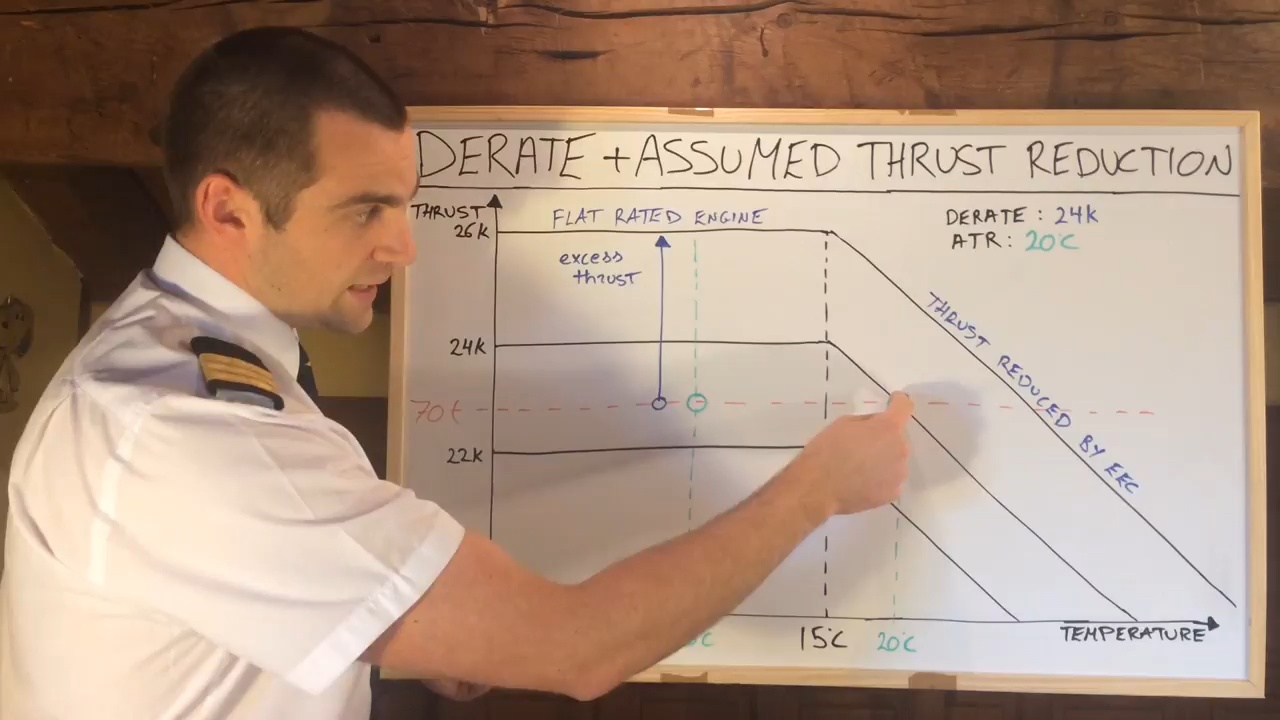 DERATE + ASSUMED THRUST REDUCTION
THRUST
26K
FLAT RATED ENGINE
DERATE : 24K
ATR : 20°C
excess
thrust
THRUST REDUCED BY EEC
24K
70t
22K
15°C
20°C
TEMPERATURE